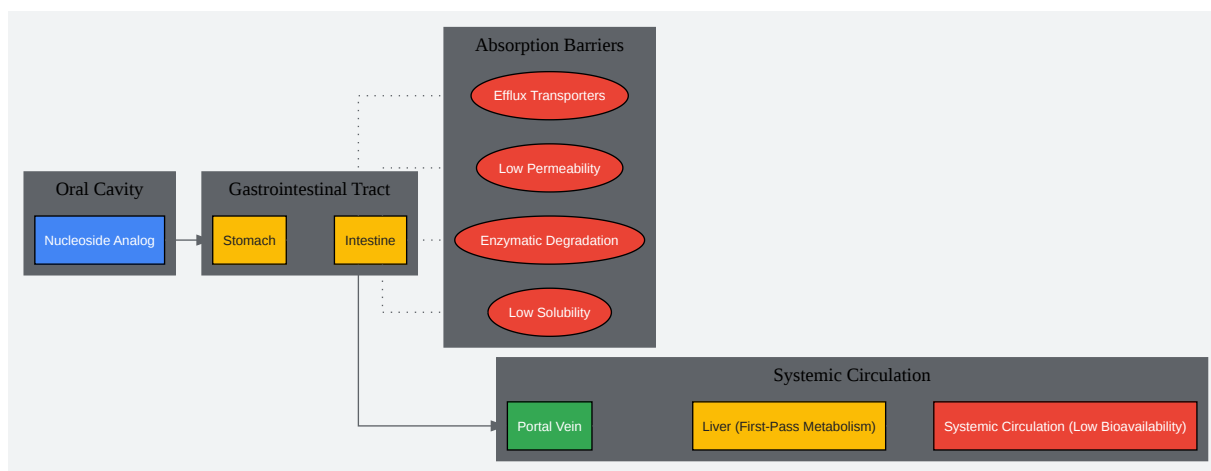 Absorption Barriers
Efflux Transporters
Low Permeability
Oral Cavity
Gastrointestinal Tract
Nucleoside Analog
Stomach
Intestine
Enzymatic Degradation
Low Solubility
Systemic Circulation
Portal Vein
Liver (First-Pass Metabolism)
Systemic Circulation (Low Bioavailability)